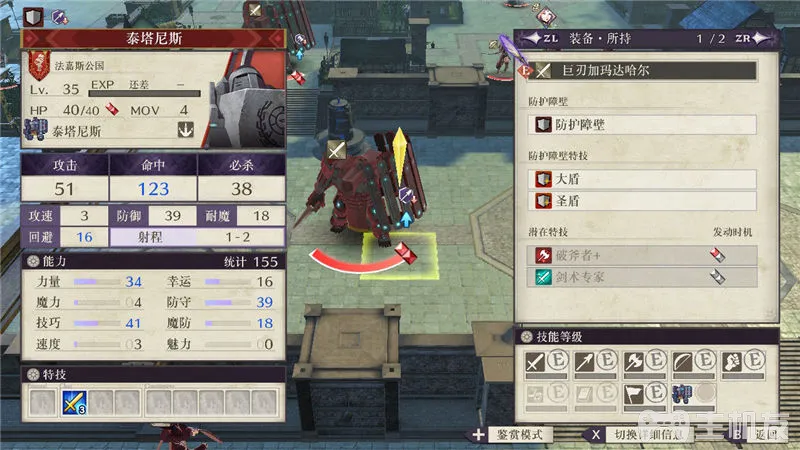 泰塔尼斯
法嘉斯公国
Lv. 35 EXP 还差 —
HP 40/40 MOV 4
泰塔尼斯
攻击 命中 必杀
51 123 38
攻速 3 防御 39 耐魔 18
回避 16 射程 1-2
能力 统计 155
力量 34 幸运 16
魔力 04 防守 39
技巧 41 魔防 18
速度 3 魅力 0
特技
3
ZL 装备·所持 1 / 2 ZR
E 巨刃加玛达哈尔
防护障壁
防护障壁
防护障壁特技
大盾
圣盾
潜在特技 发动时机
破斧者+
剑术专家
技能等级
E E E E E
E
+ 鉴赏模式 X 切换详细信息 B 返回
主机友